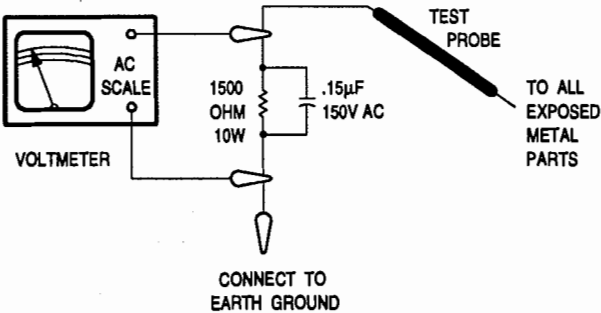 TEST
PROBE
AC
SCALE
VOLTMETER
1500
OHM
10W
.15μF
150V AC
TO ALL
EXPOSED
METAL
PARTS
CONNECT TO
EARTH GROUND